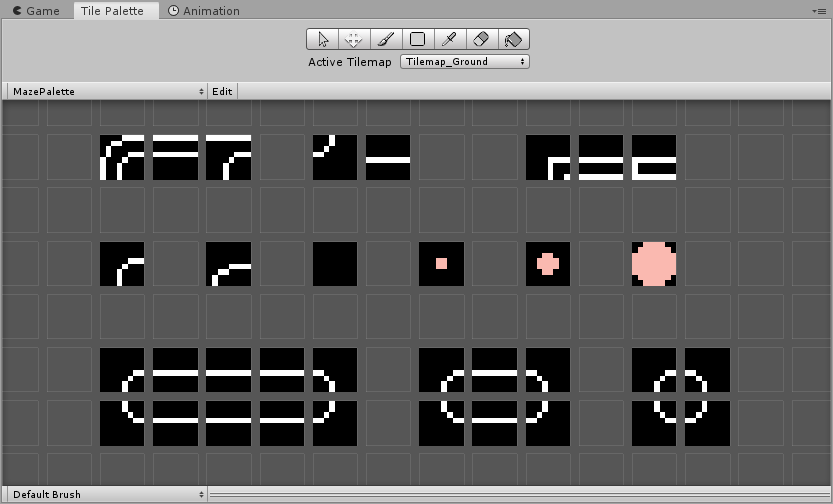 Game Tile Palette Animation
Active Tilemap Tilemap_Ground
MazePalette Edit
Default Brush